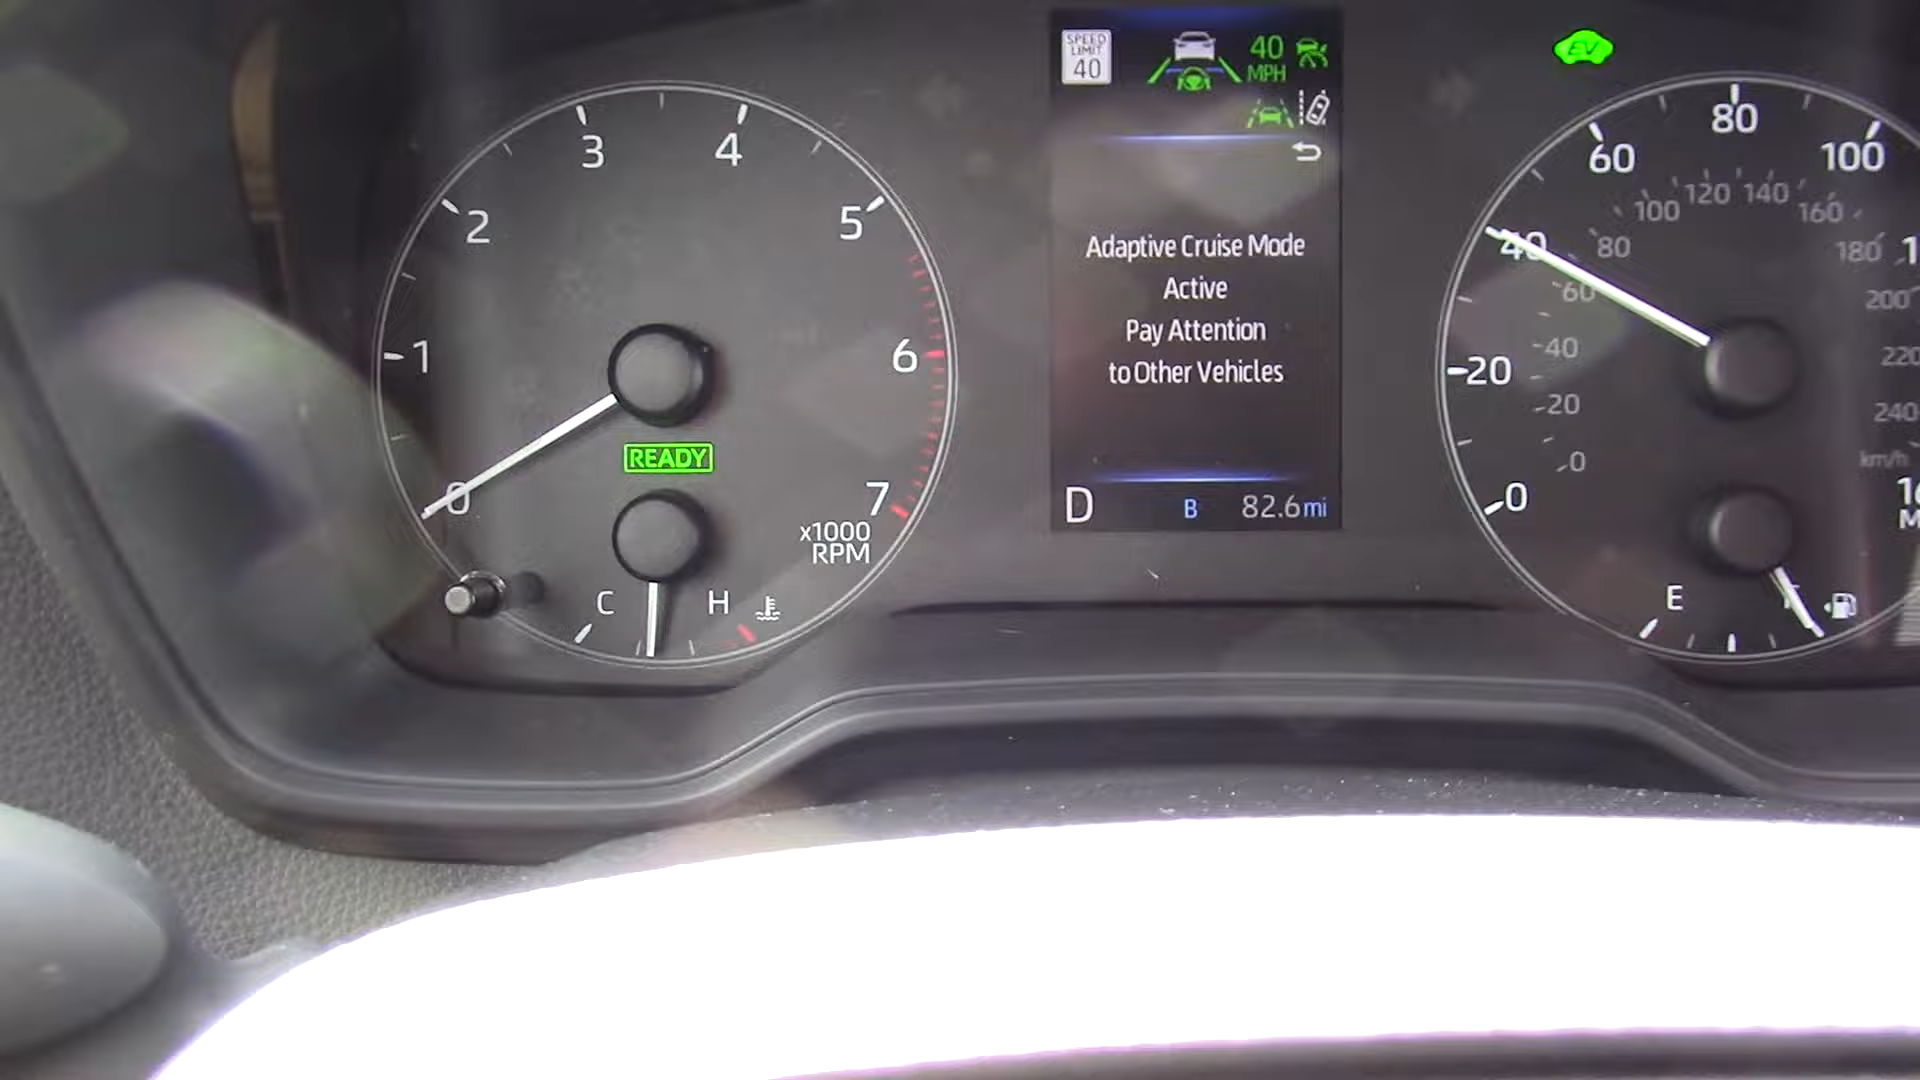 SPEED
LIMIT
40
40
MPH
EV
Adaptive Cruise Mode
Active
Pay Attention
to Other Vehicles
D
B
82.6 mi
0
1
2
3
4
5
6
7
x1000
RPM
READY
C
H
0
20
40
60
80
100
0
20
40
60
80
100
120
140
160
180
200
220
240
km/h
E